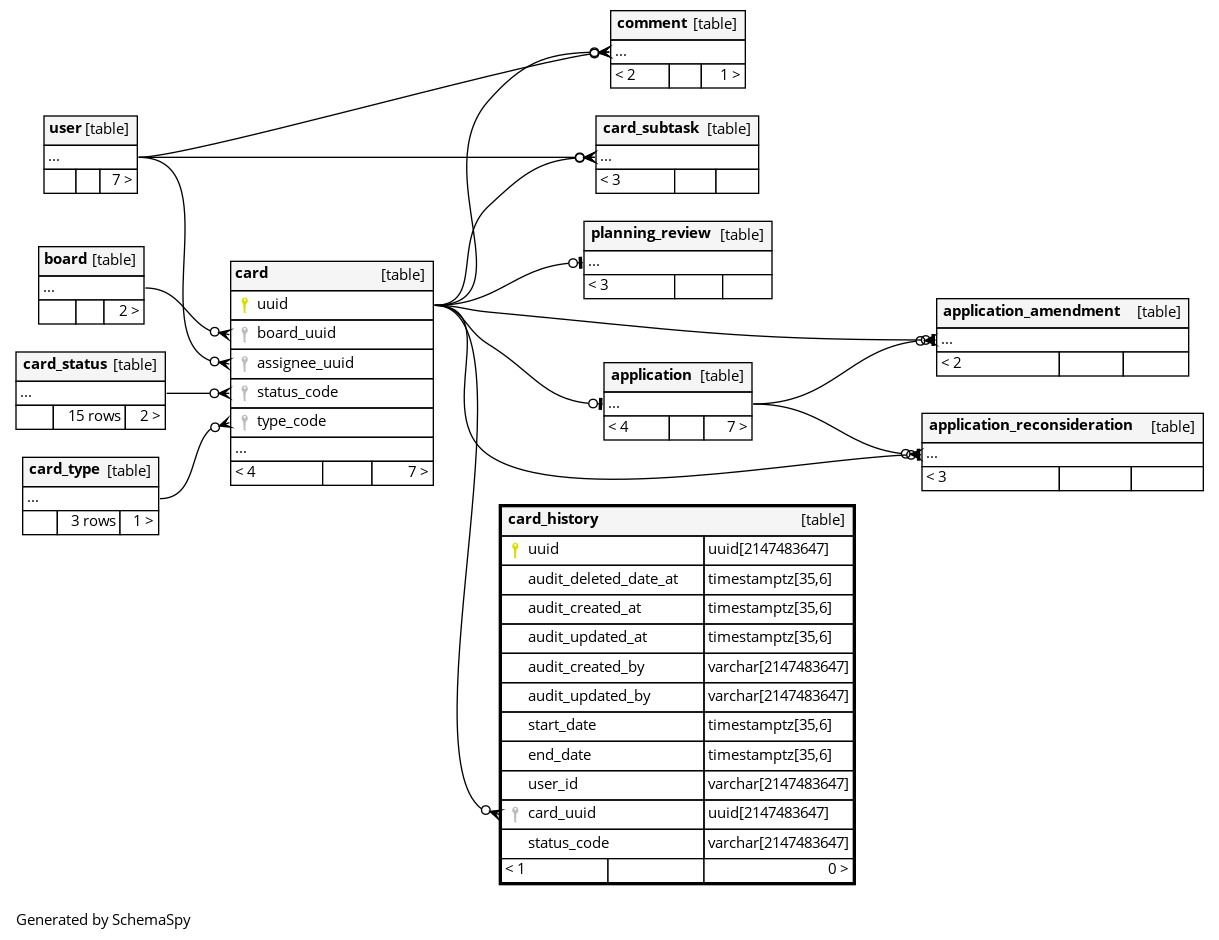 comment [table]
...
< 2 1 >
user [table]
...
7 >
card_subtask [table]
...
< 3
planning_review [table]
...
< 3
board [table]
...
2 >
card [table]
uuid
board_uuid
assignee_uuid
status_code
type_code
...
< 4 7 >
card_status [table]
...
15 rows 2 >
card_type [table]
...
3 rows 1 >
application [table]
...
< 4 7 >
application_amendment [table]
...
< 2
application_reconsideration [table]
...
< 3
card_history [table]
uuid uuid[2147483647]
audit_deleted_date_at timestamptz[35,6]
audit_created_at timestamptz[35,6]
audit_updated_at timestamptz[35,6]
audit_created_by varchar[2147483647]
audit_updated_by varchar[2147483647]
start_date timestamptz[35,6]
end_date timestamptz[35,6]
user_id varchar[2147483647]
card_uuid uuid[2147483647]
status_code varchar[2147483647]
< 1 0 >
Generated by SchemaSpy